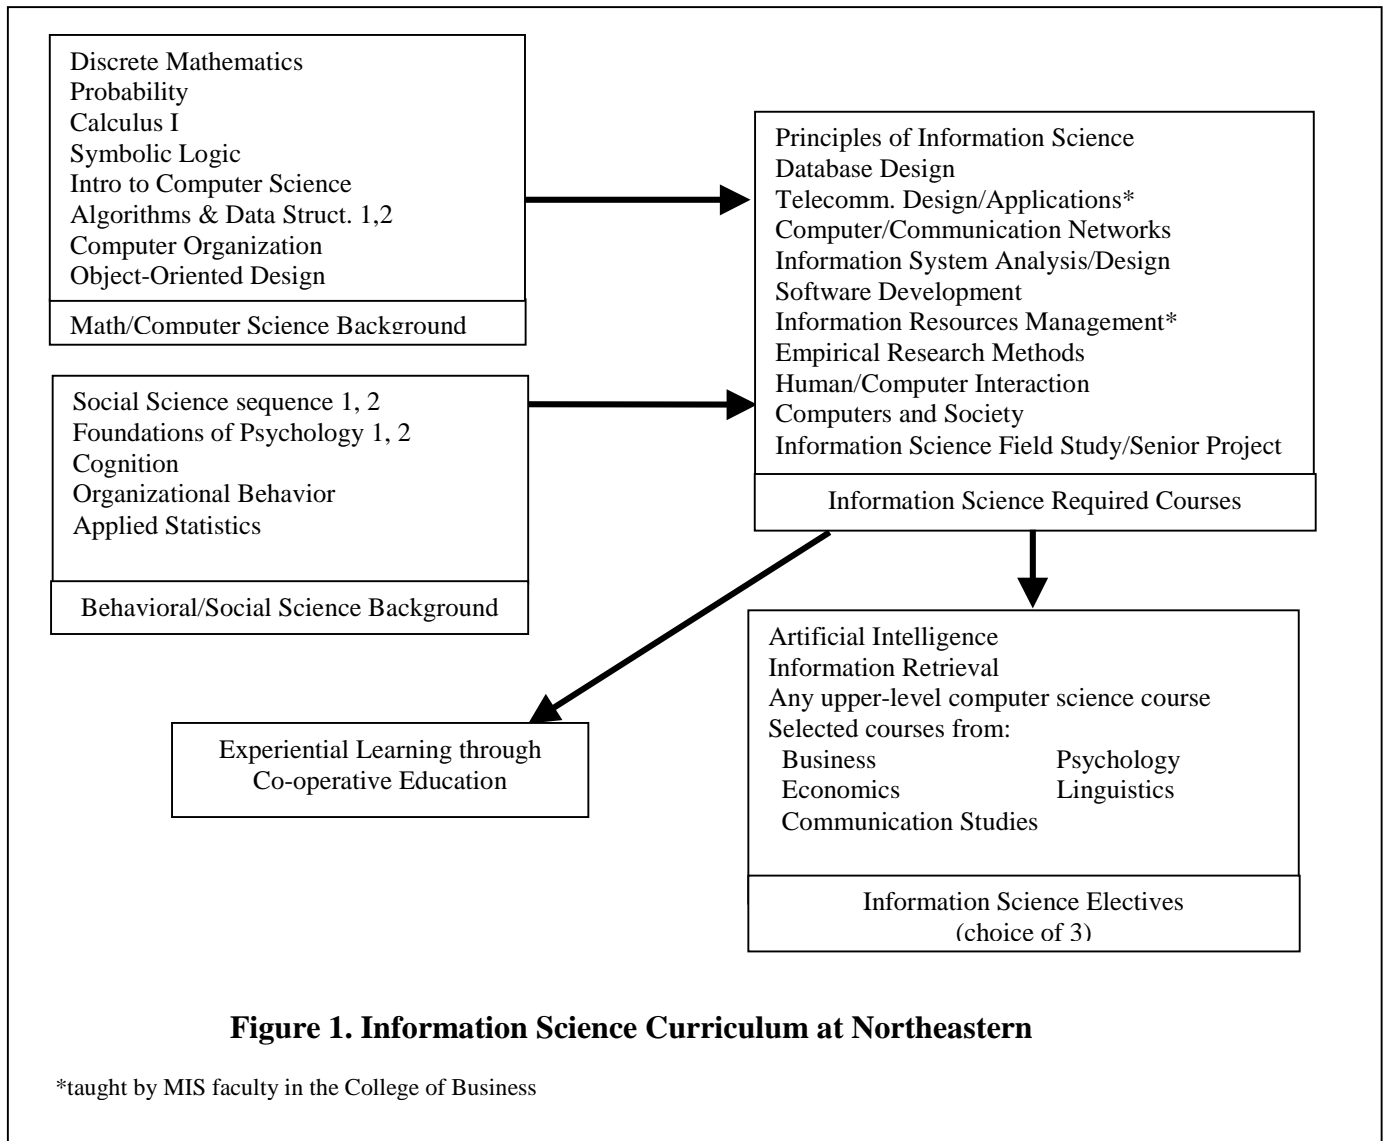 Discrete Mathematics
Probability
Calculus I
Symbolic Logic
Intro to Computer Science
Algorithms & Data Struct. 1,2
Computer Organization
Object-Oriented Design
Math/Computer Science Background
Social Science sequence 1, 2
Foundations of Psychology 1, 2
Cognition
Organizational Behavior
Applied Statistics
Behavioral/Social Science Background
Principles of Information Science
Database Design
Telecomm. Design/Applications*
Computer/Communication Networks
Information System Analysis/Design
Software Development
Information Resources Management*
Empirical Research Methods
Human/Computer Interaction
Computers and Society
Information Science Field Study/Senior Project
Information Science Required Courses
Experiential Learning through
Co-operative Education
Artificial Intelligence
Information Retrieval
Any upper-level computer science course
Selected courses from:
Business Psychology
Economics Linguistics
Communication Studies
Information Science Electives
(choice of 3)
Figure 1. Information Science Curriculum at Northeastern
*taught by MIS faculty in the College of Business